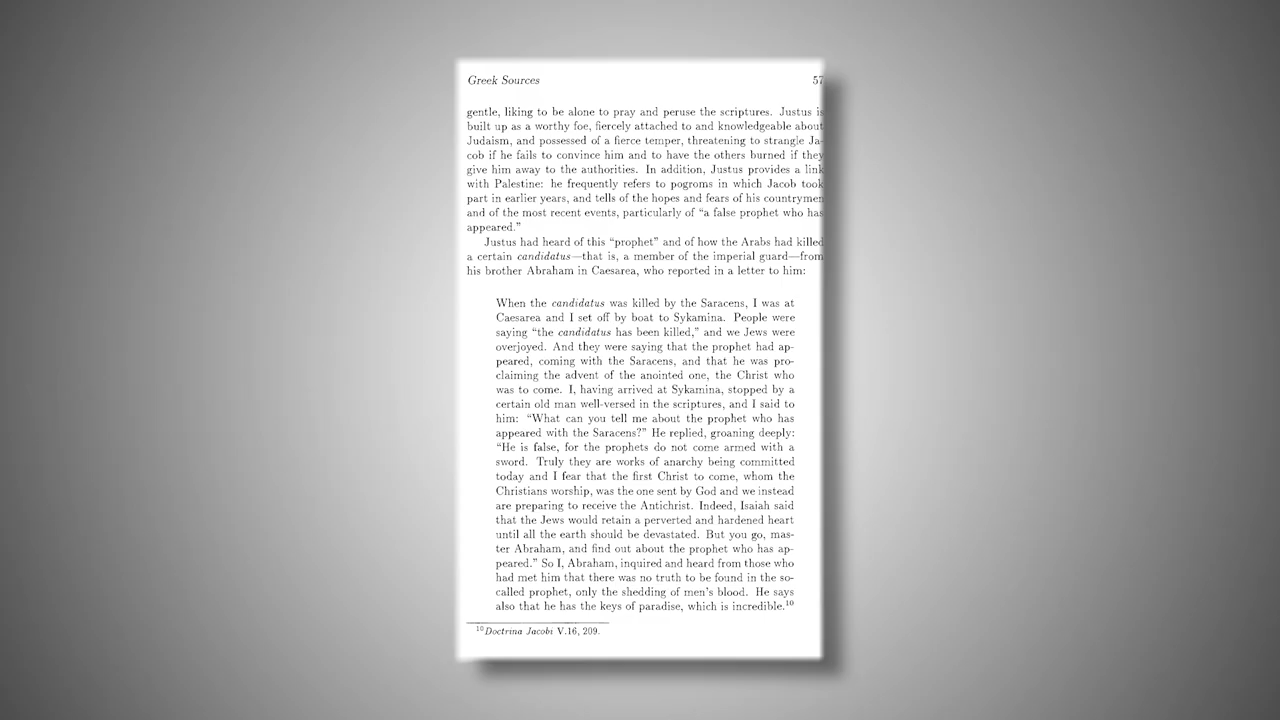 Greek Sources 57
gentle, liking to be alone to pray and peruse the scriptures. Justus is
built up as a worthy foe, fiercely attached to and knowledgeable about
Judaism, and possessed of a fierce temper, threatening to strangle Ja-
cob if he fails to convince him and to have the others burned if they
give him away to the authorities. In addition, Justus provides a link
with Palestine: he frequently refers to pogroms in which Jacob took
part in earlier years, and tells of the hopes and fears of his countrymen
and of the most recent events, particularly of “a false prophet who has
appeared.”
Justus had heard of this “prophet” and of how the Arabs had killed
a certain candidatus—that is, a member of the imperial guard—from
his brother Abraham in Caesarea, who reported in a letter to him:
When the candidatus was killed by the Saracens, I was at
Caesarea and I set off by boat to Sykamina. People were
saying “the candidatus has been killed,” and we Jews were
overjoyed. And they were saying that the prophet had ap-
peared, coming with the Saracens, and that he was pro-
claiming the advent of the anointed one, the Christ who
was to come. I, having arrived at Sykamina, stopped by a
certain old man well-versed in the scriptures, and I said to
him: “What can you tell me about the prophet who has
appeared with the Saracens?” He replied, groaning deeply:
“He is false, for the prophets do not come armed with a
sword. Truly they are works of anarchy being committed
today and I fear that the first Christ to come, whom the
Christians worship, was the one sent by God and we instead
are preparing to receive the Antichrist. Indeed, Isaiah said
that the Jews would retain a perverted and hardened heart
until all the earth should be devastated. But you go, mas-
ter Abraham, and find out about the prophet who has ap-
peared.” So I, Abraham, inquired and heard from those who
had met him that there was no truth to be found in the so-
called prophet, only the shedding of men’s blood. He says
also that he has the keys of paradise, which is incredible.10
10Doctrina Jacobi V.16, 209.